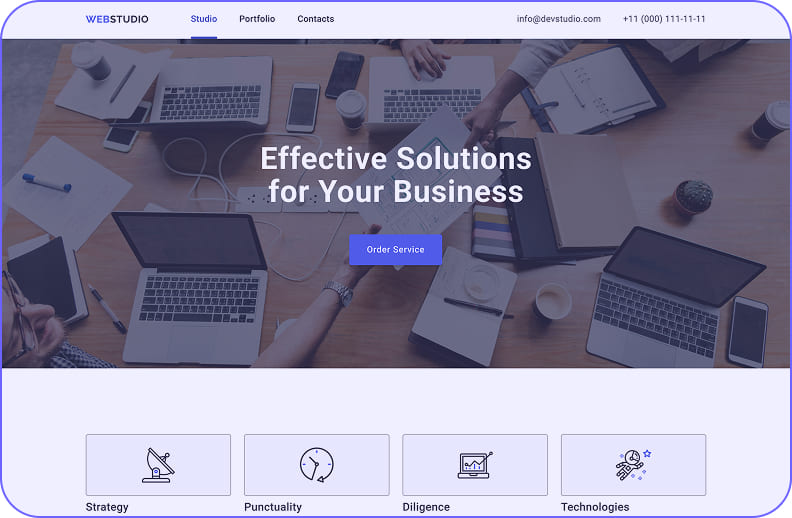 WEBSTUDIO Studio Portfolio Contacts info@devstudio.com +11 (000) 111-11-11
Effective Solutions
for Your Business
Order Service
Strategy Punctuality Diligence Technologies